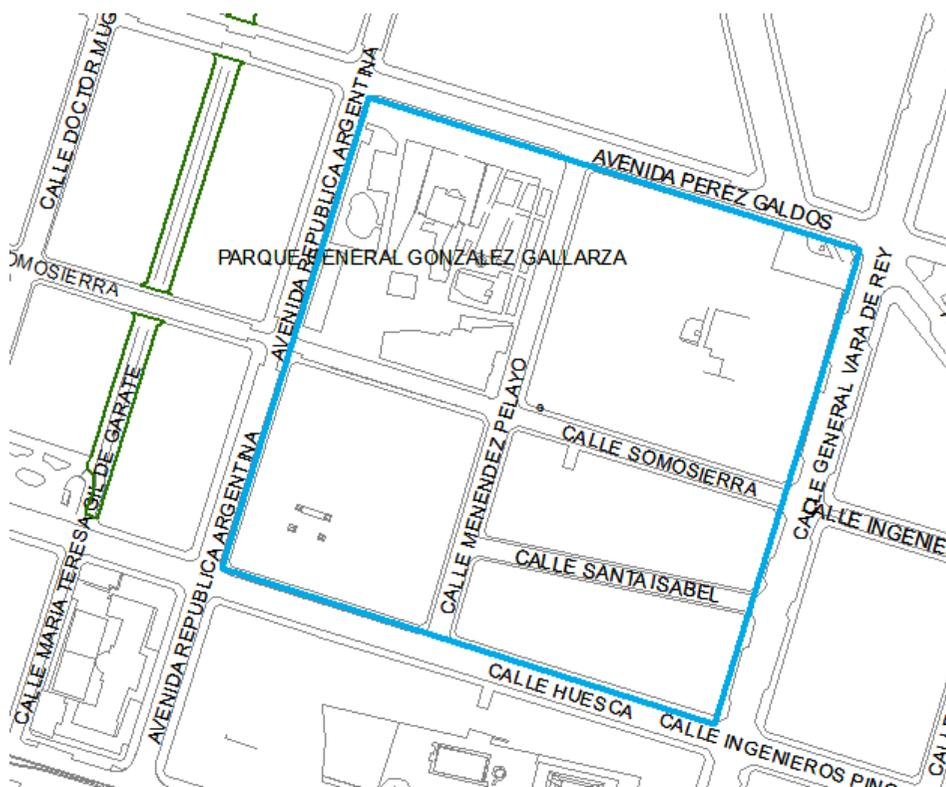 CALLE DOCTOR MUG
AVENIDA REPUBLICA ARGENTINA
AVENIDA PEREZ GALDOS
PARQUE GENERAL GONZALEZ GALLARZA
OMOSIERRA
AVENIDA REPUBLICA ARGENTINA
CALLE GENERAL VARA DE REY
CALLE MARIA TERESA GIL DE GARATE
CALLE MENENDEZ PELAYO
CALLE SOMOSIERRA
CALLE INGENIE
CALLE SANTA ISABEL
CALLE HUESCA
CALLE INGENIEROS PINO
CALLE